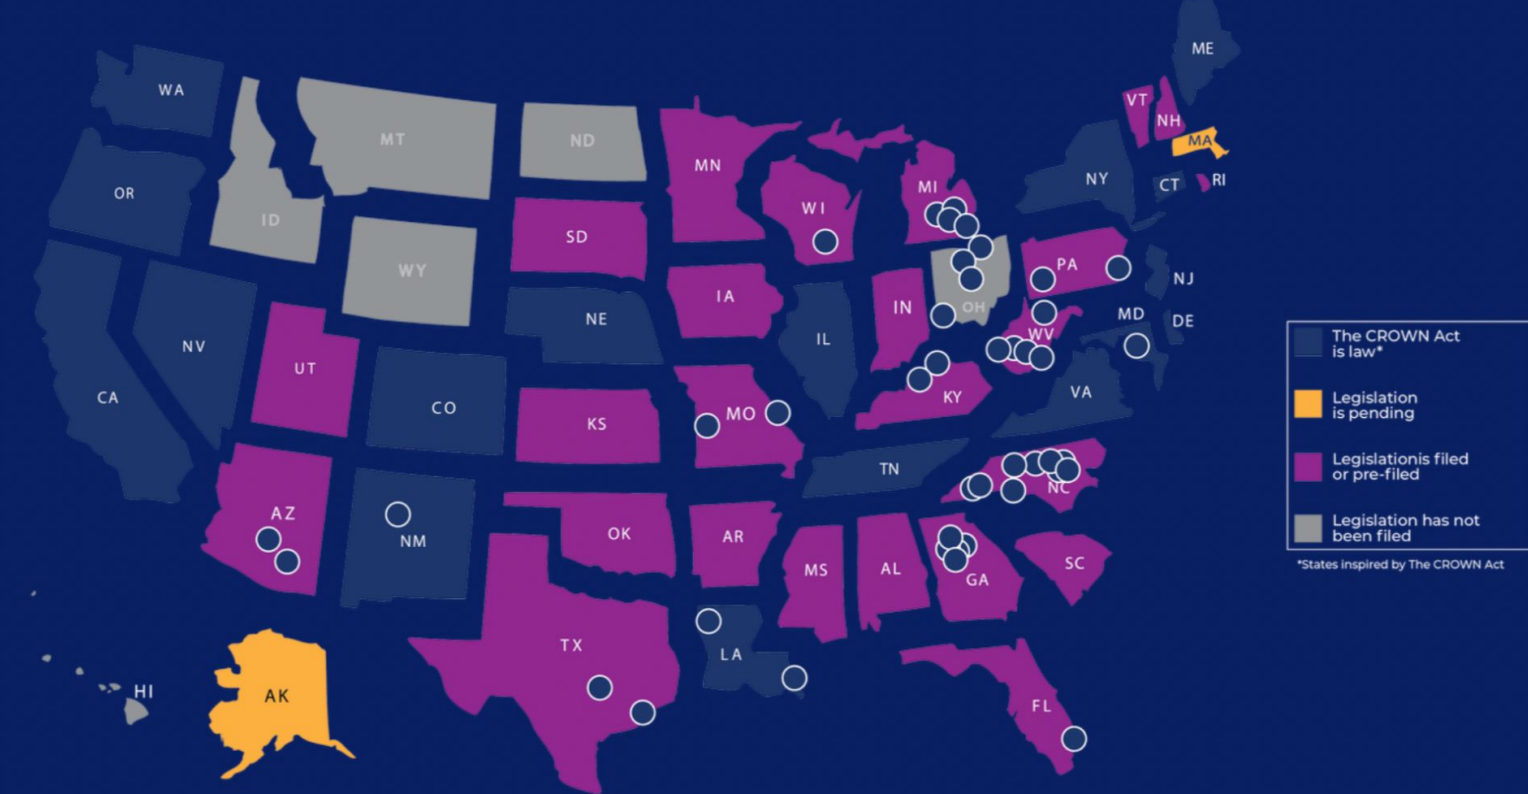 ME
WA
VT
NH
MT
ND
MA
MN
NY
CT
RI
OR
MI
WI
ID
SD
PA
WY
NJ
IA
IN
OH
MD
DE
NE
WV
NV
IL
UT
VA
CA
KY
CO
MO
KS
TN
NC
AZ
NM
OK
AR
MS
AL
GA
SC
TX
LA
HI
AK
FL
The CROWN Act
is law*
Legislation
is pending
Legislationis filed
or pre-filed
Legislation has not
been filed
*States inspired by The CROWN Act